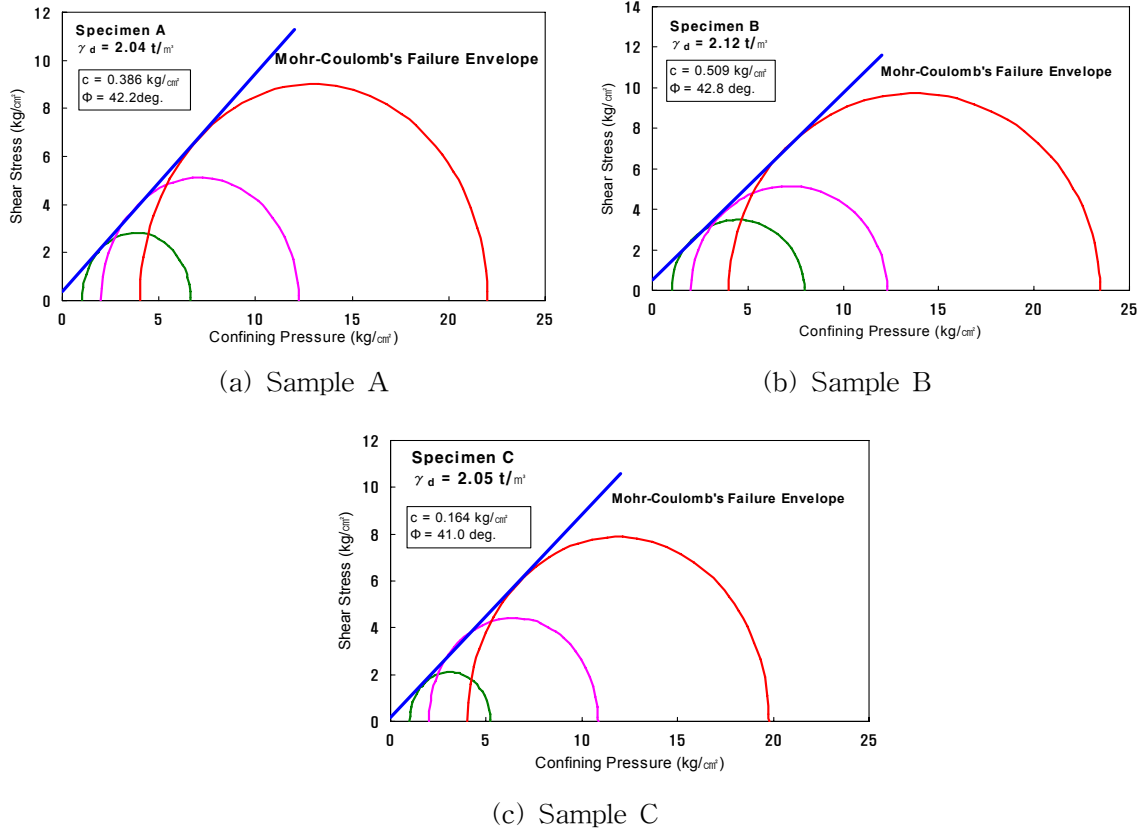 Specimen A
γ d = 2.04 t/㎥
c = 0.386 kg/㎠
Φ = 42.2deg.
Mohr-Coulomb's Failure Envelope
Shear Stress (kg/㎠)
12
10
8
6
4
2
0
0 5 10 15 20 25
Confining Pressure (kg/㎠)
(a) Sample A
Specimen B
γ d = 2.12 t/㎥
c = 0.509 kg/㎠
Φ = 42.8 deg.
Mohr-Coulomb's Failure Envelope
Shear Stress (kg/㎠)
14
12
10
8
6
4
2
0
0 5 10 15 20 25
Confining Pressure (kg/㎠)
(b) Sample B
Specimen C
γ d = 2.05 t/㎥
c = 0.164 kg/㎠
Φ = 41.0 deg.
Mohr-Coulomb's Failure Envelope
Shear Stress (kg/㎠)
12
10
8
6
4
2
0
0 5 10 15 20 25
Confining Pressure (kg/㎠)
(c) Sample C